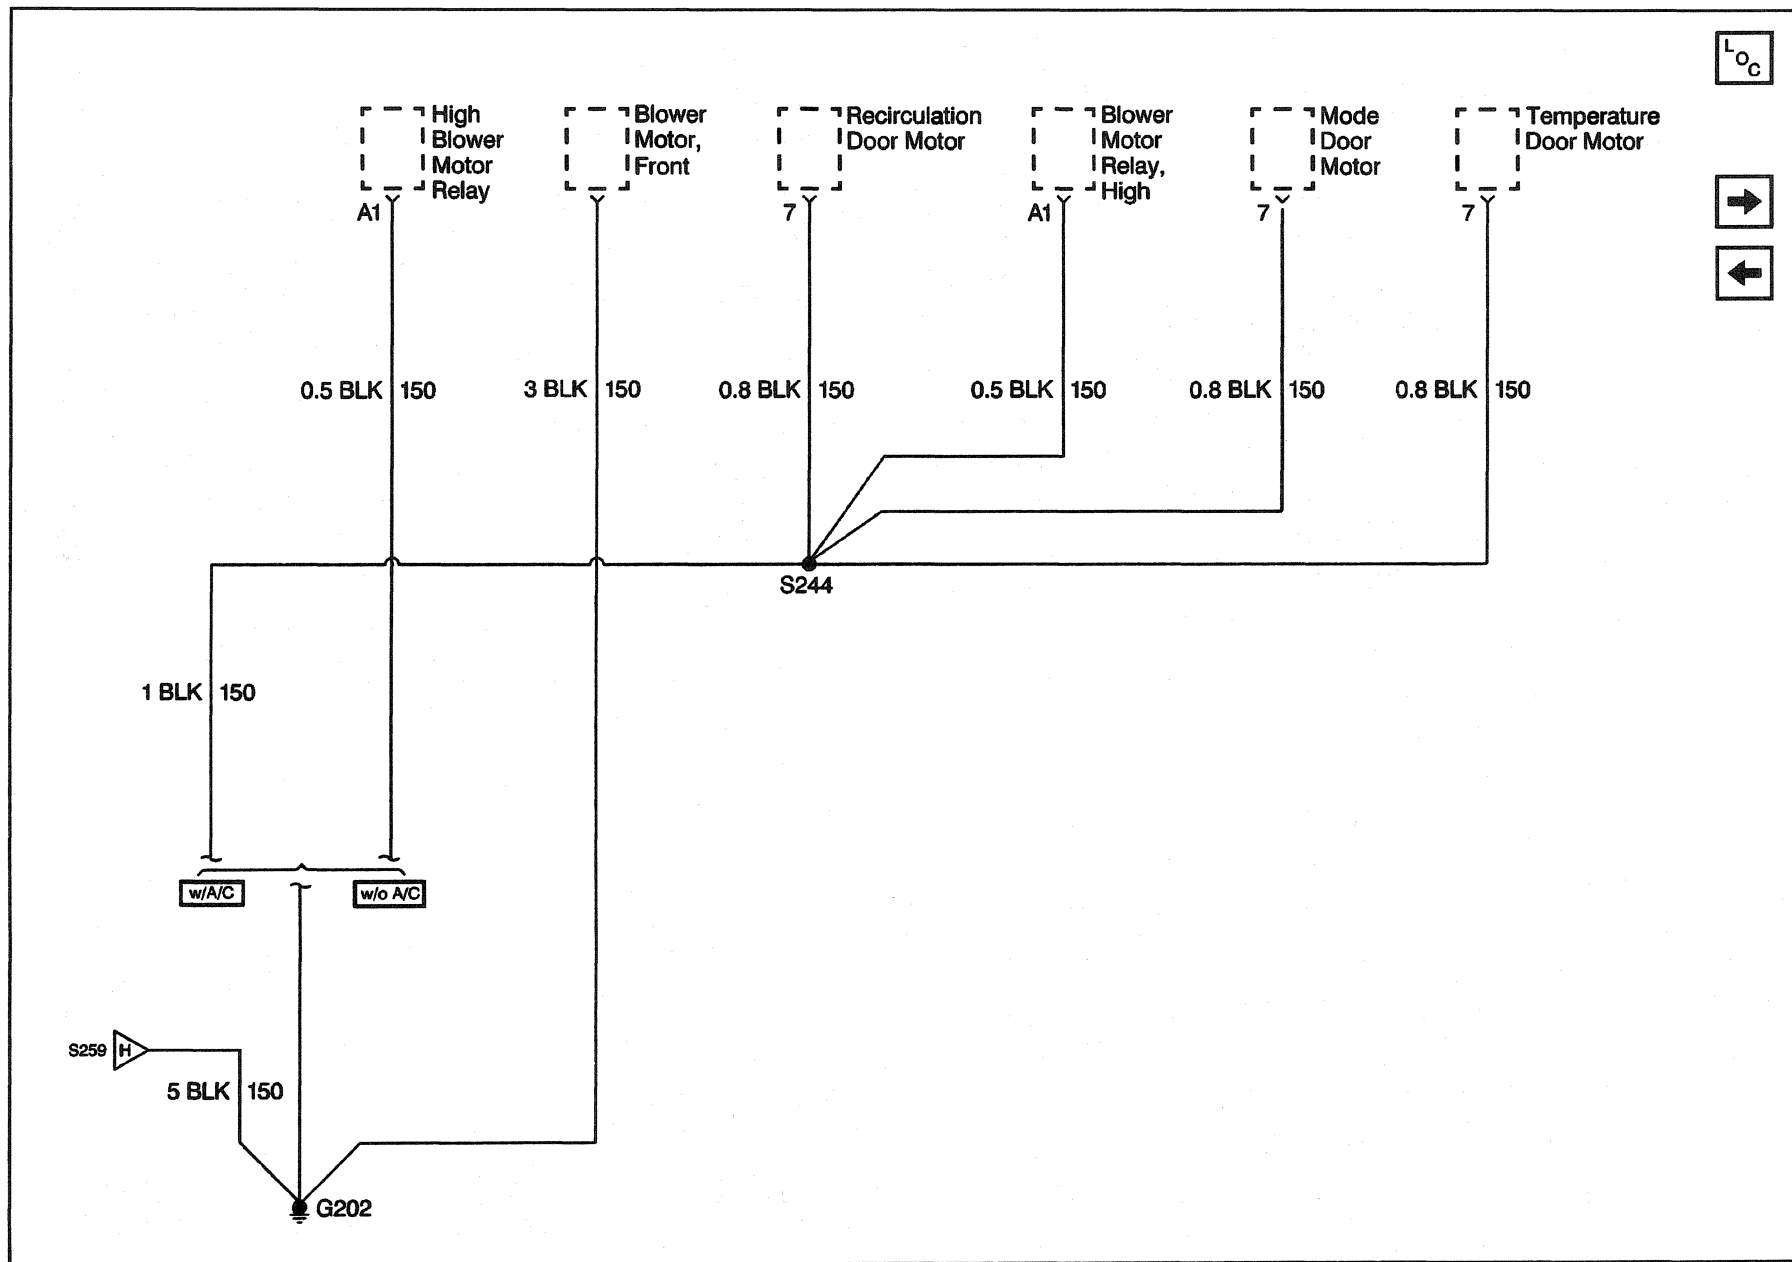 LOC
High
Blower
Motor
Relay
Blower
Motor,
Front
Recirculation
Door Motor
Blower
Motor
Relay,
High
Mode
Door
Motor
Temperature
Door Motor
A1
7
A1
7
7
0.5 BLK 150
3 BLK 150
0.8 BLK 150
0.5 BLK 150
0.8 BLK 150
0.8 BLK 150
S244
1 BLK 150
w/A/C
w/o A/C
S259 H
5 BLK 150
G202